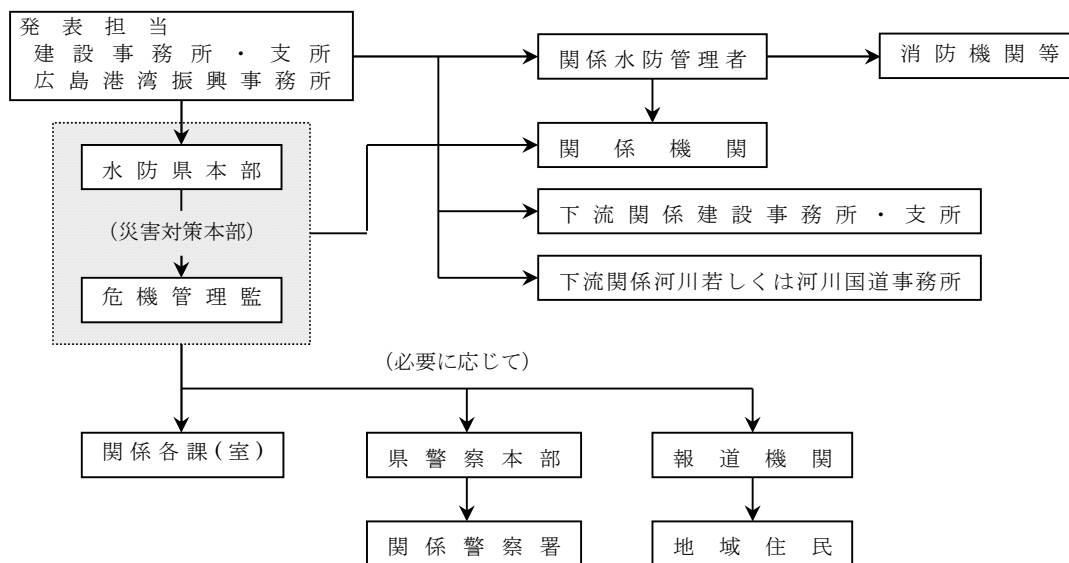 発表担当
建設事務所・支所
広島港湾振興事務所
関係水防管理者
消防機関等
水防県本部
関係機関
(災害対策本部)
下流関係建設事務所・支所
危機管理監
下流関係河川若しくは河川国道事務所
(必要に応じて)
関係各課(室)
県警察本部
報道機関
関係警察署
地域住民